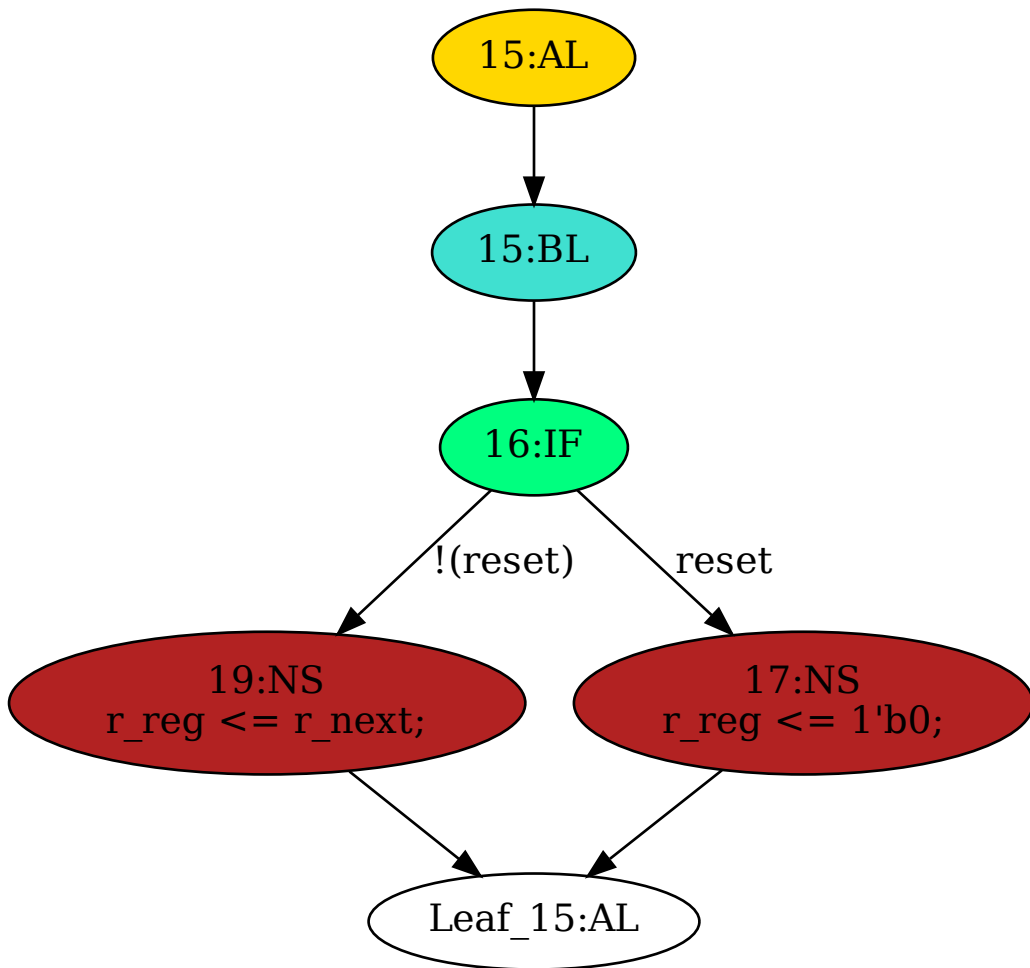 15:AL
15:BL
16:IF
!(reset)
reset
19:NS
r_reg <= r_next;
17:NS
r_reg <= 1'b0;
Leaf_15:AL